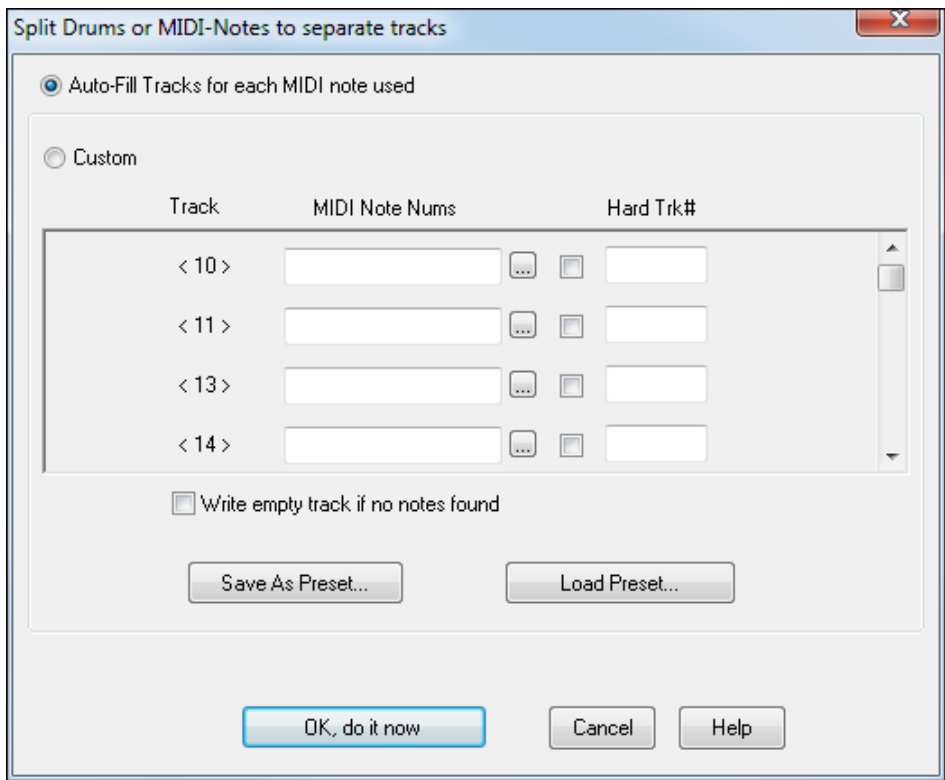 Split Drums or MIDI-Notes to separate tracks
Auto-Fill Tracks for each MIDI note used
Custom
Track MIDI Note Nums Hard Trk#
< 10 > ...
< 11 > ...
< 13 > ...
< 14 > ...
Write empty track if no notes found
Save As Preset... Load Preset...
OK, do it now Cancel Help